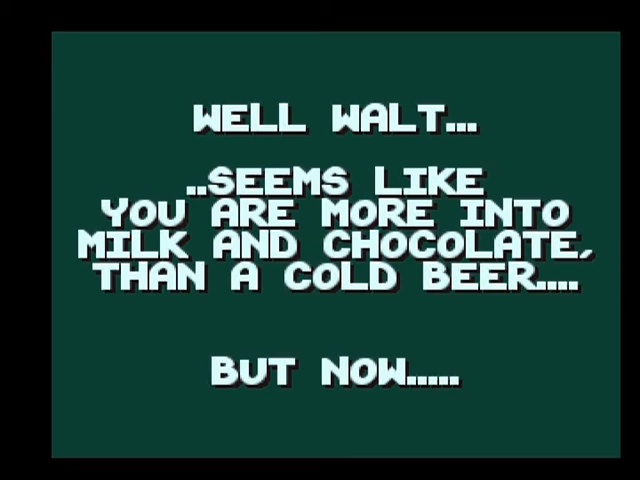 WELL WALT...
..SEEMS LIKE
YOU ARE MORE INTO
MILK AND CHOCOLATE,
THAN A COLD BEER....
BUT NOW.....